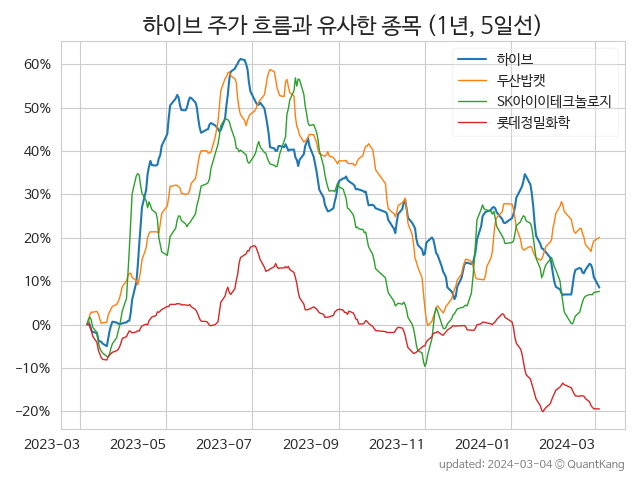 하이브 주가 흐름과 유사한 종목 (1년, 5일선)
하이브
두산밥캣
SK아이이테크놀로지
롯데정밀화학
60%
50%
40%
30%
20%
10%
0%
−10%
−20%
2023−03
2023−05
2023−07
2023−09
2023−11
2024−01
2024−03
updated: 2024-03-04 © QuantKang